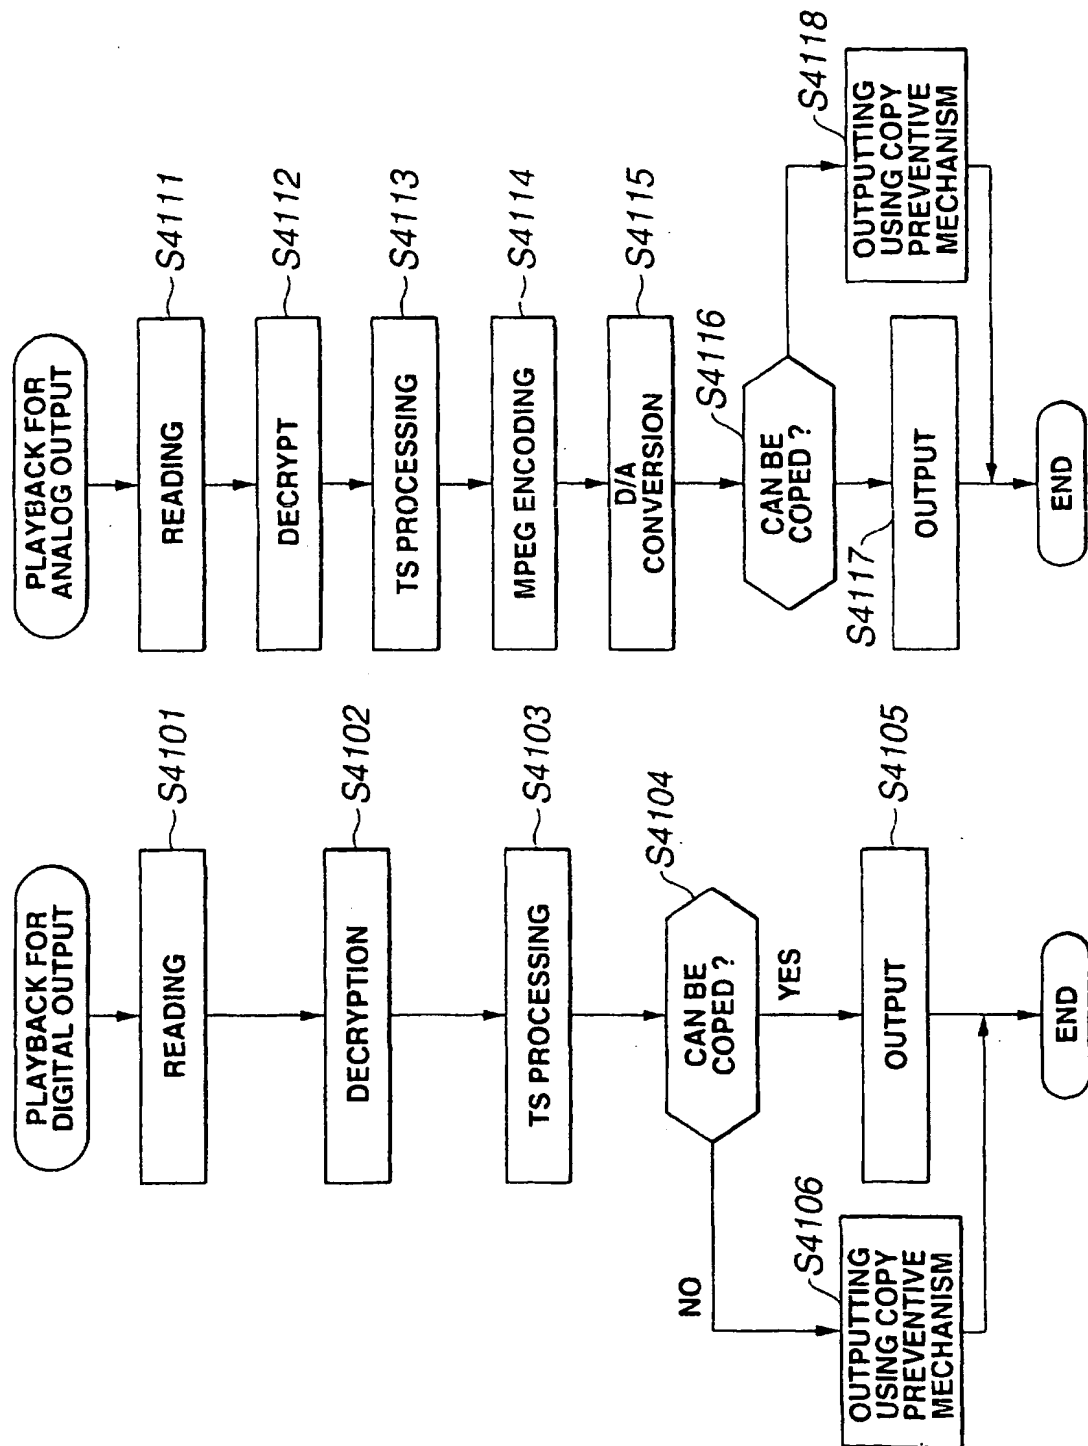 PLAYBACK FOR
DIGITAL OUTPUT
READING
S4101
DECRYPTION
S4102
TS PROCESSING
S4103
CAN BE
COPED ?
S4104
NO
YES
OUTPUT
S4105
OUTPUTTING
USING COPY
PREVENTIVE
MECHANISM
S4106
END
PLAYBACK FOR
ANALOG OUTPUT
READING
S4111
DECRYPT
S4112
TS PROCESSING
S4113
MPEG ENCODING
S4114
D/A
CONVERSION
S4115
CAN BE
COPED ?
S4116
S4117
OUTPUT
OUTPUTTING
USING COPY
PREVENTIVE
MECHANISM
S4118
END